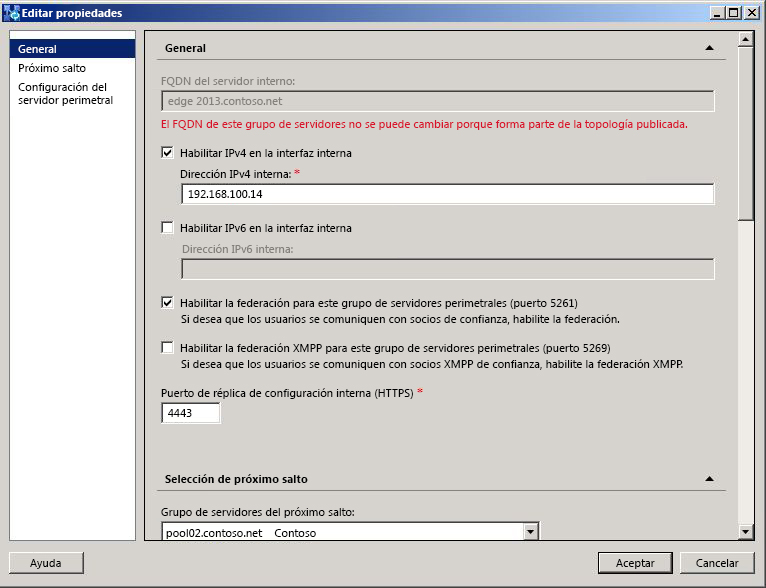 Editar propiedades
General
Próximo salto
Configuración del
servidor perimetral
General
FQDN del servidor interno:
edge 2013.contoso.net
El FQDN de este grupo de servidores no se puede cambiar porque forma parte de la topología publicada.
Habilitar IPv4 en la interfaz interna
Dirección IPv4 interna: *
192.168.100.14
Habilitar IPv6 en la interfaz interna
Dirección IPv6 interna:
Habilitar la federación para este grupo de servidores perimetrales (puerto 5261)
Si desea que los usuarios se comuniquen con socios de confianza, habilite la federación.
Habilitar la federación XMPP para este grupo de servidores perimetrales (puerto 5269)
Si desea que los usuarios se comuniquen con socios XMPP de confianza, habilite la federación XMPP.
Puerto de réplica de configuración interna (HTTPS) *
4443
Selección de próximo salto
Grupo de servidores del próximo salto:
pool02.contoso.net Contoso
Ayuda
Aceptar
Cancelar